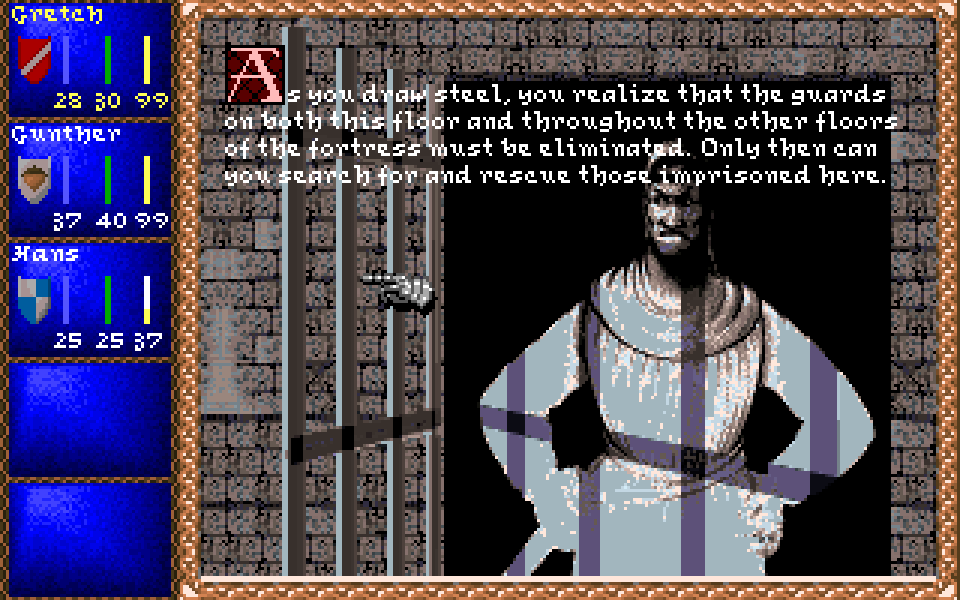 Gretch
28 30 99
Gunther
37 40 99
Hans
25 25 37
As you draw steel, you realize that the guards
on both this floor and throughout the other floors
of the fortress must be eliminated. Only then can
you search for and rescue those imprisoned here.